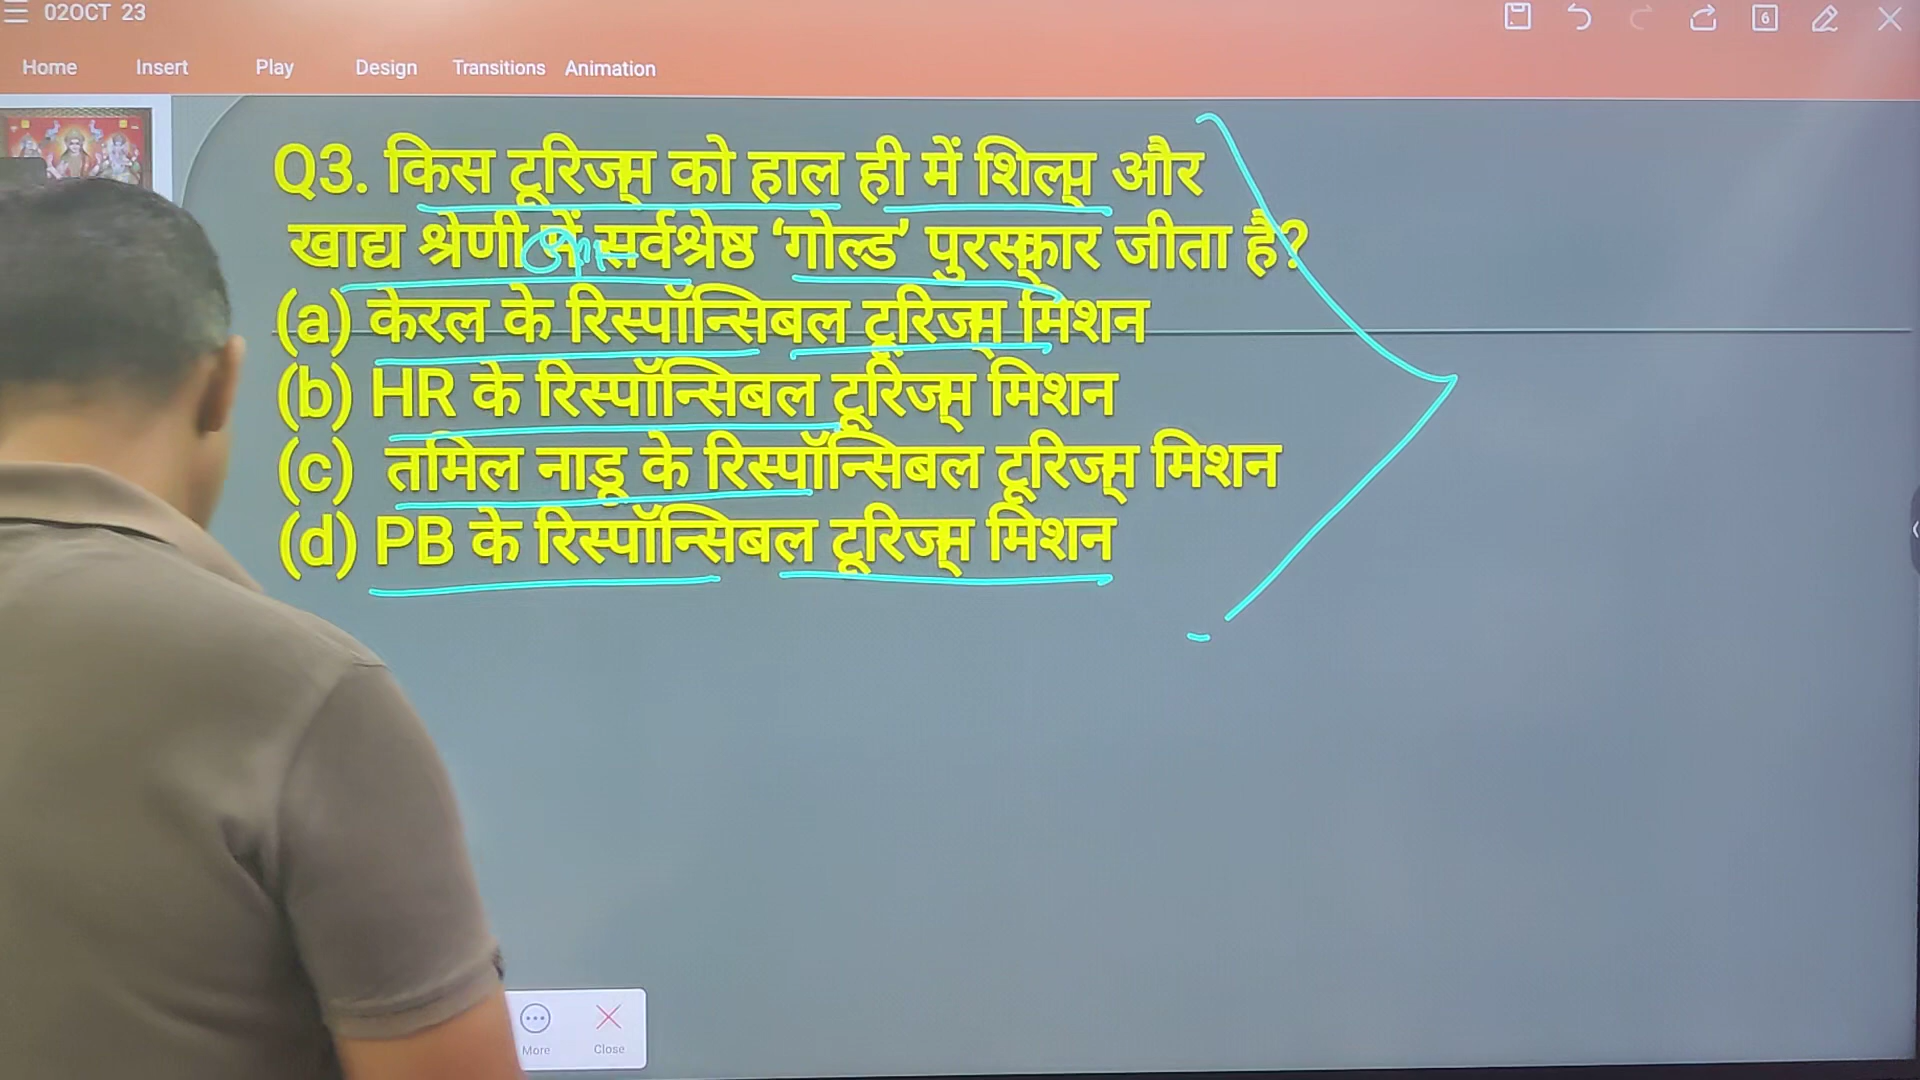 02OCT 23
Home Insert Play Design Transitions Animation
6
Q3. किस टूरिज्म को हाल ही में शिल्प और
खाद्य श्रेणी में सर्वश्रेष्ठ ‘गोल्ड’ पुरस्कार जीता है?
(a) केरल के रिस्पॉन्सिबल टूरिज्म मिशन
(b) HR के रिस्पॉन्सिबल टूरिज्म मिशन
(c) तमिल नाडू के रिस्पॉन्सिबल टूरिज्म मिशन
(d) PB के रिस्पॉन्सिबल टूरिज्म मिशन
More Close